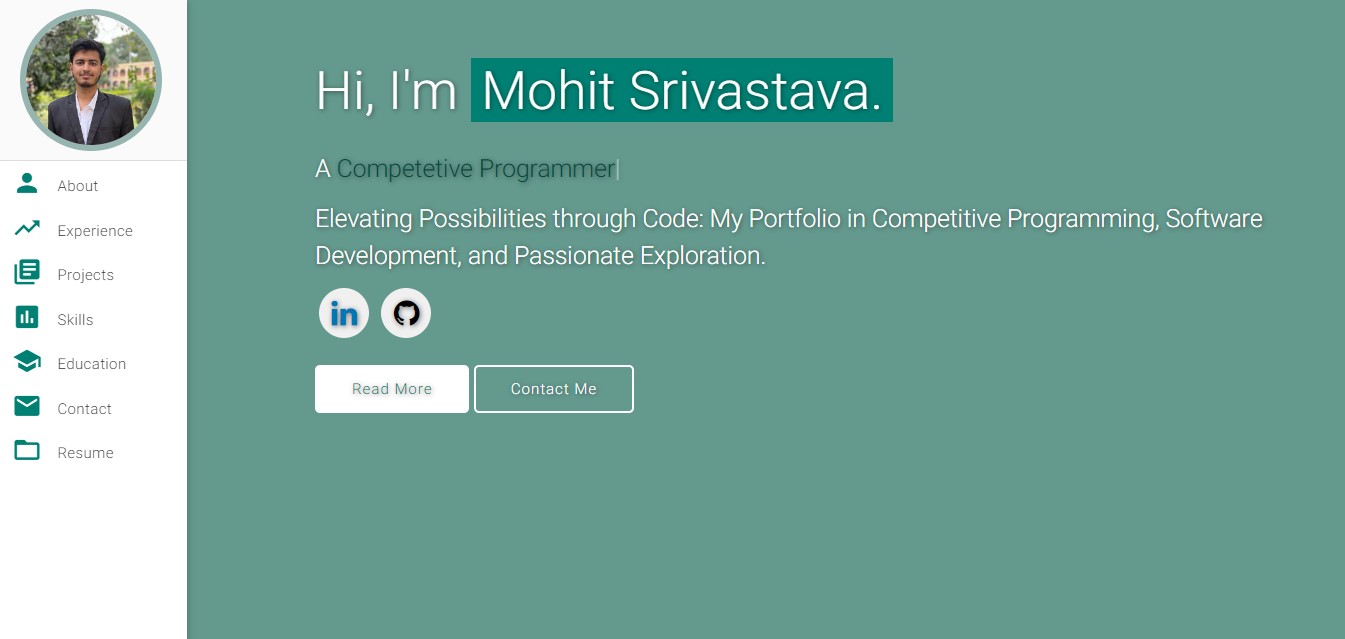 About
Experience
Projects
Skills
Education
Contact
Resume
Hi, I'm Mohit Srivastava.
A Competetive Programmer|
Elevating Possibilities through Code: My Portfolio in Competitive Programming, Software
Development, and Passionate Exploration.
in
Read More
Contact Me